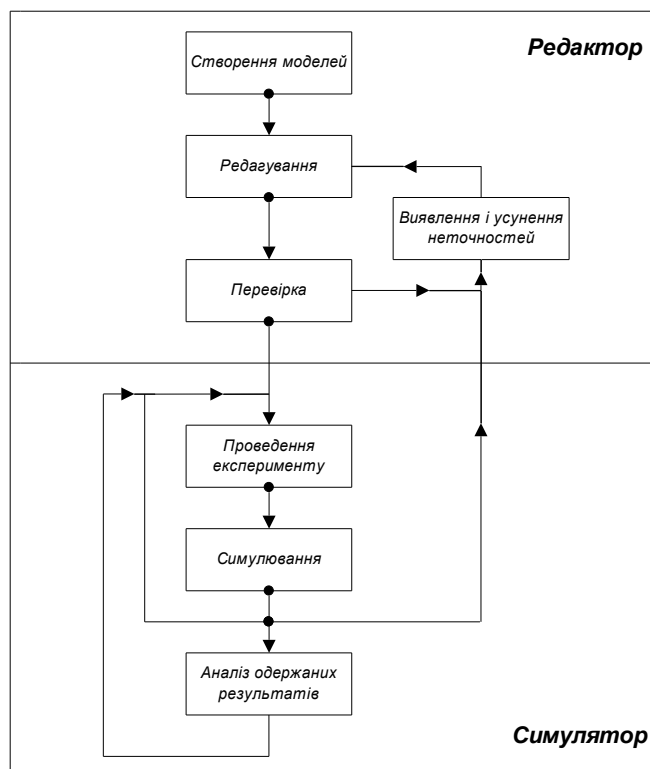 Редактор
Створення моделей
Редагування
Виявлення і усунення
неточностей
Перевірка
Проведення
експерименту
Симулювання
Аналіз одержаних
результатів
Симулятор